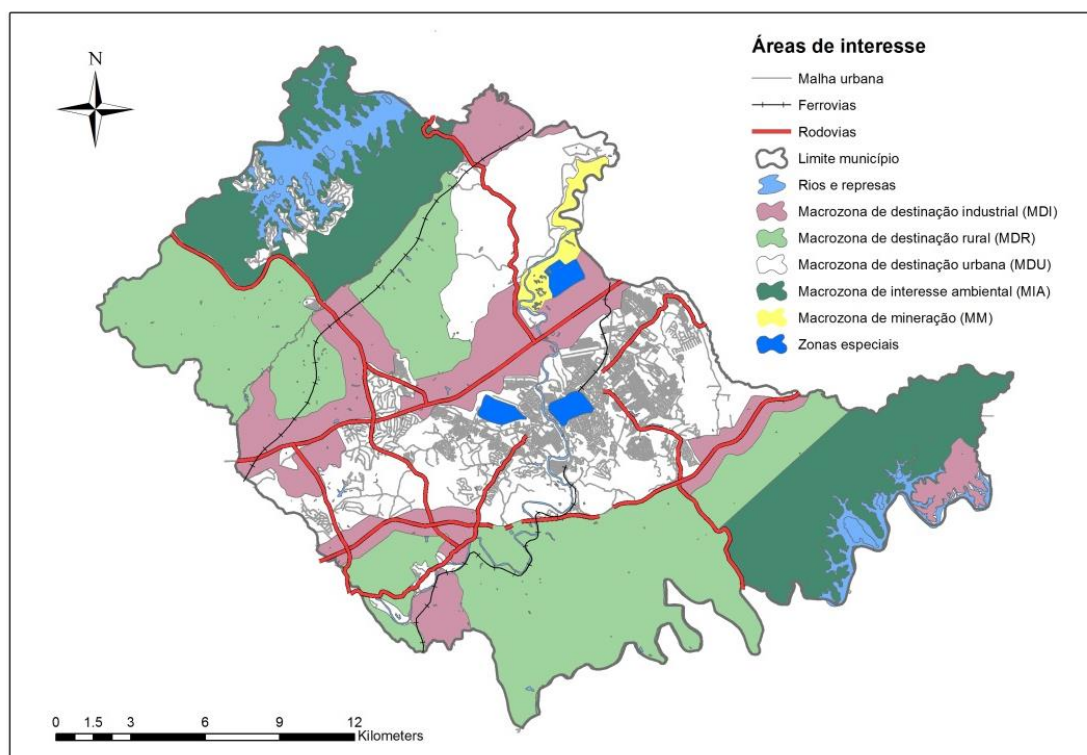 N
Áreas de interesse
Malha urbana
Ferrovias
Rodovias
Limite município
Rios e represas
Macrozona de destinação industrial (MDI)
Macrozona de destinação rural (MDR)
Macrozona de destinação urbana (MDU)
Macrozona de interesse ambiental (MIA)
Macrozona de mineração (MM)
Zonas especiais
0 1.5 3 6 9 12
Kilometers